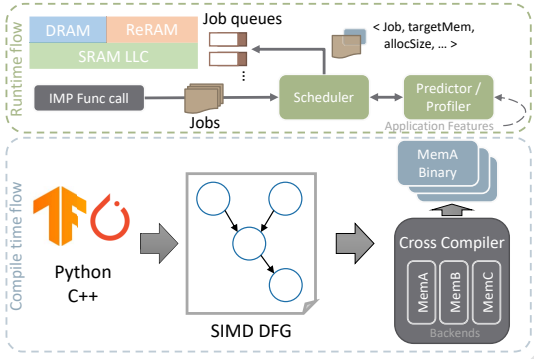 Runtime flow
DRAM
ReRAM
SRAM LLC
Job queues
...
< Job, targetMem,
allocSize, ... >
IMP Func call
Jobs
Scheduler
Predictor /
Profiler
Application Features
Compile time flow
Python
C++
SIMD DFG
MemA
Binary
Cross Compiler
MemA
MemB
MemC
Backends